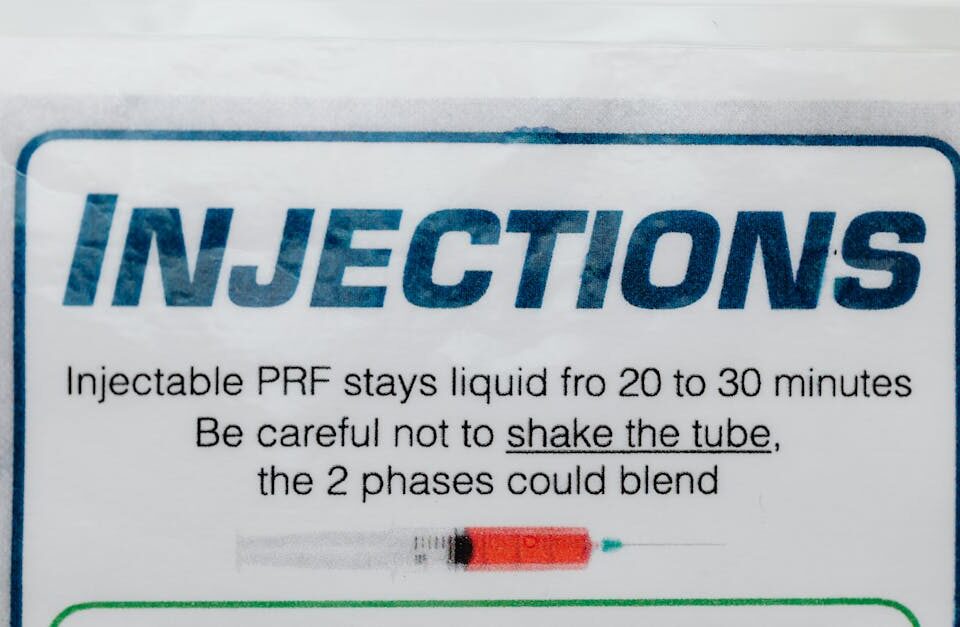 INJECTIONS
Injectable PRF stays liquid fro 20 to 30 minutes
Be careful not to shake the tube,
the 2 phases could blend